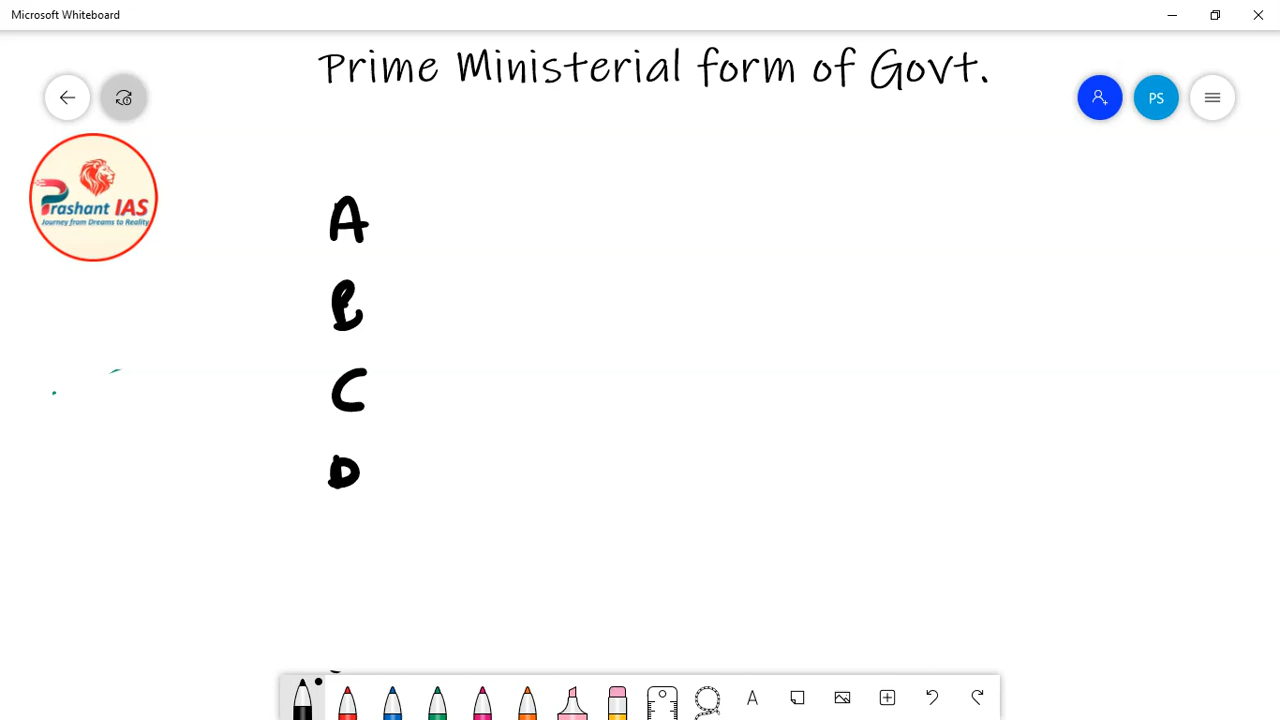 Microsoft Whiteboard
Prime Ministerial form of Govt.
PS
Prashant IAS
Journey from Dreams to Reality
A
B
C
D
A